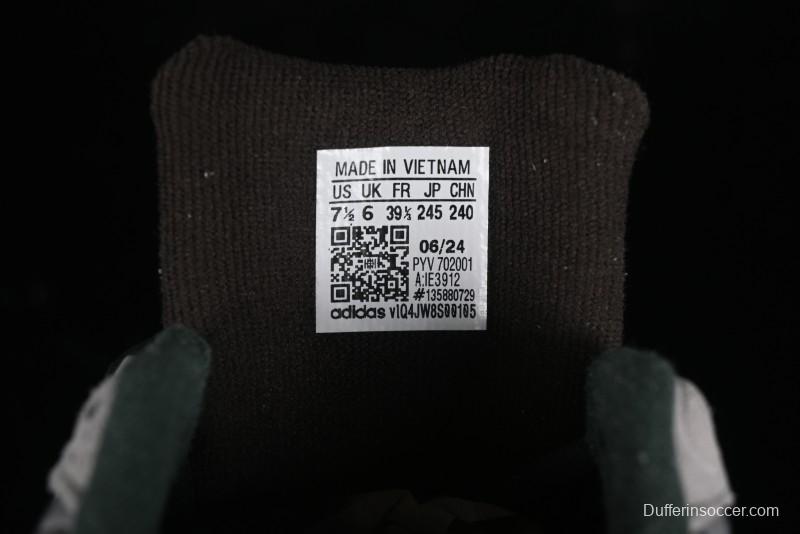 MADE IN VIETNAM
US UK FR JP CHN
7½ 6 39⅓ 245 240
06/24
PYV 702001
A:IE3912
#135880729
adidas v1Q4JW8S00105
Dufferinsoccer.com